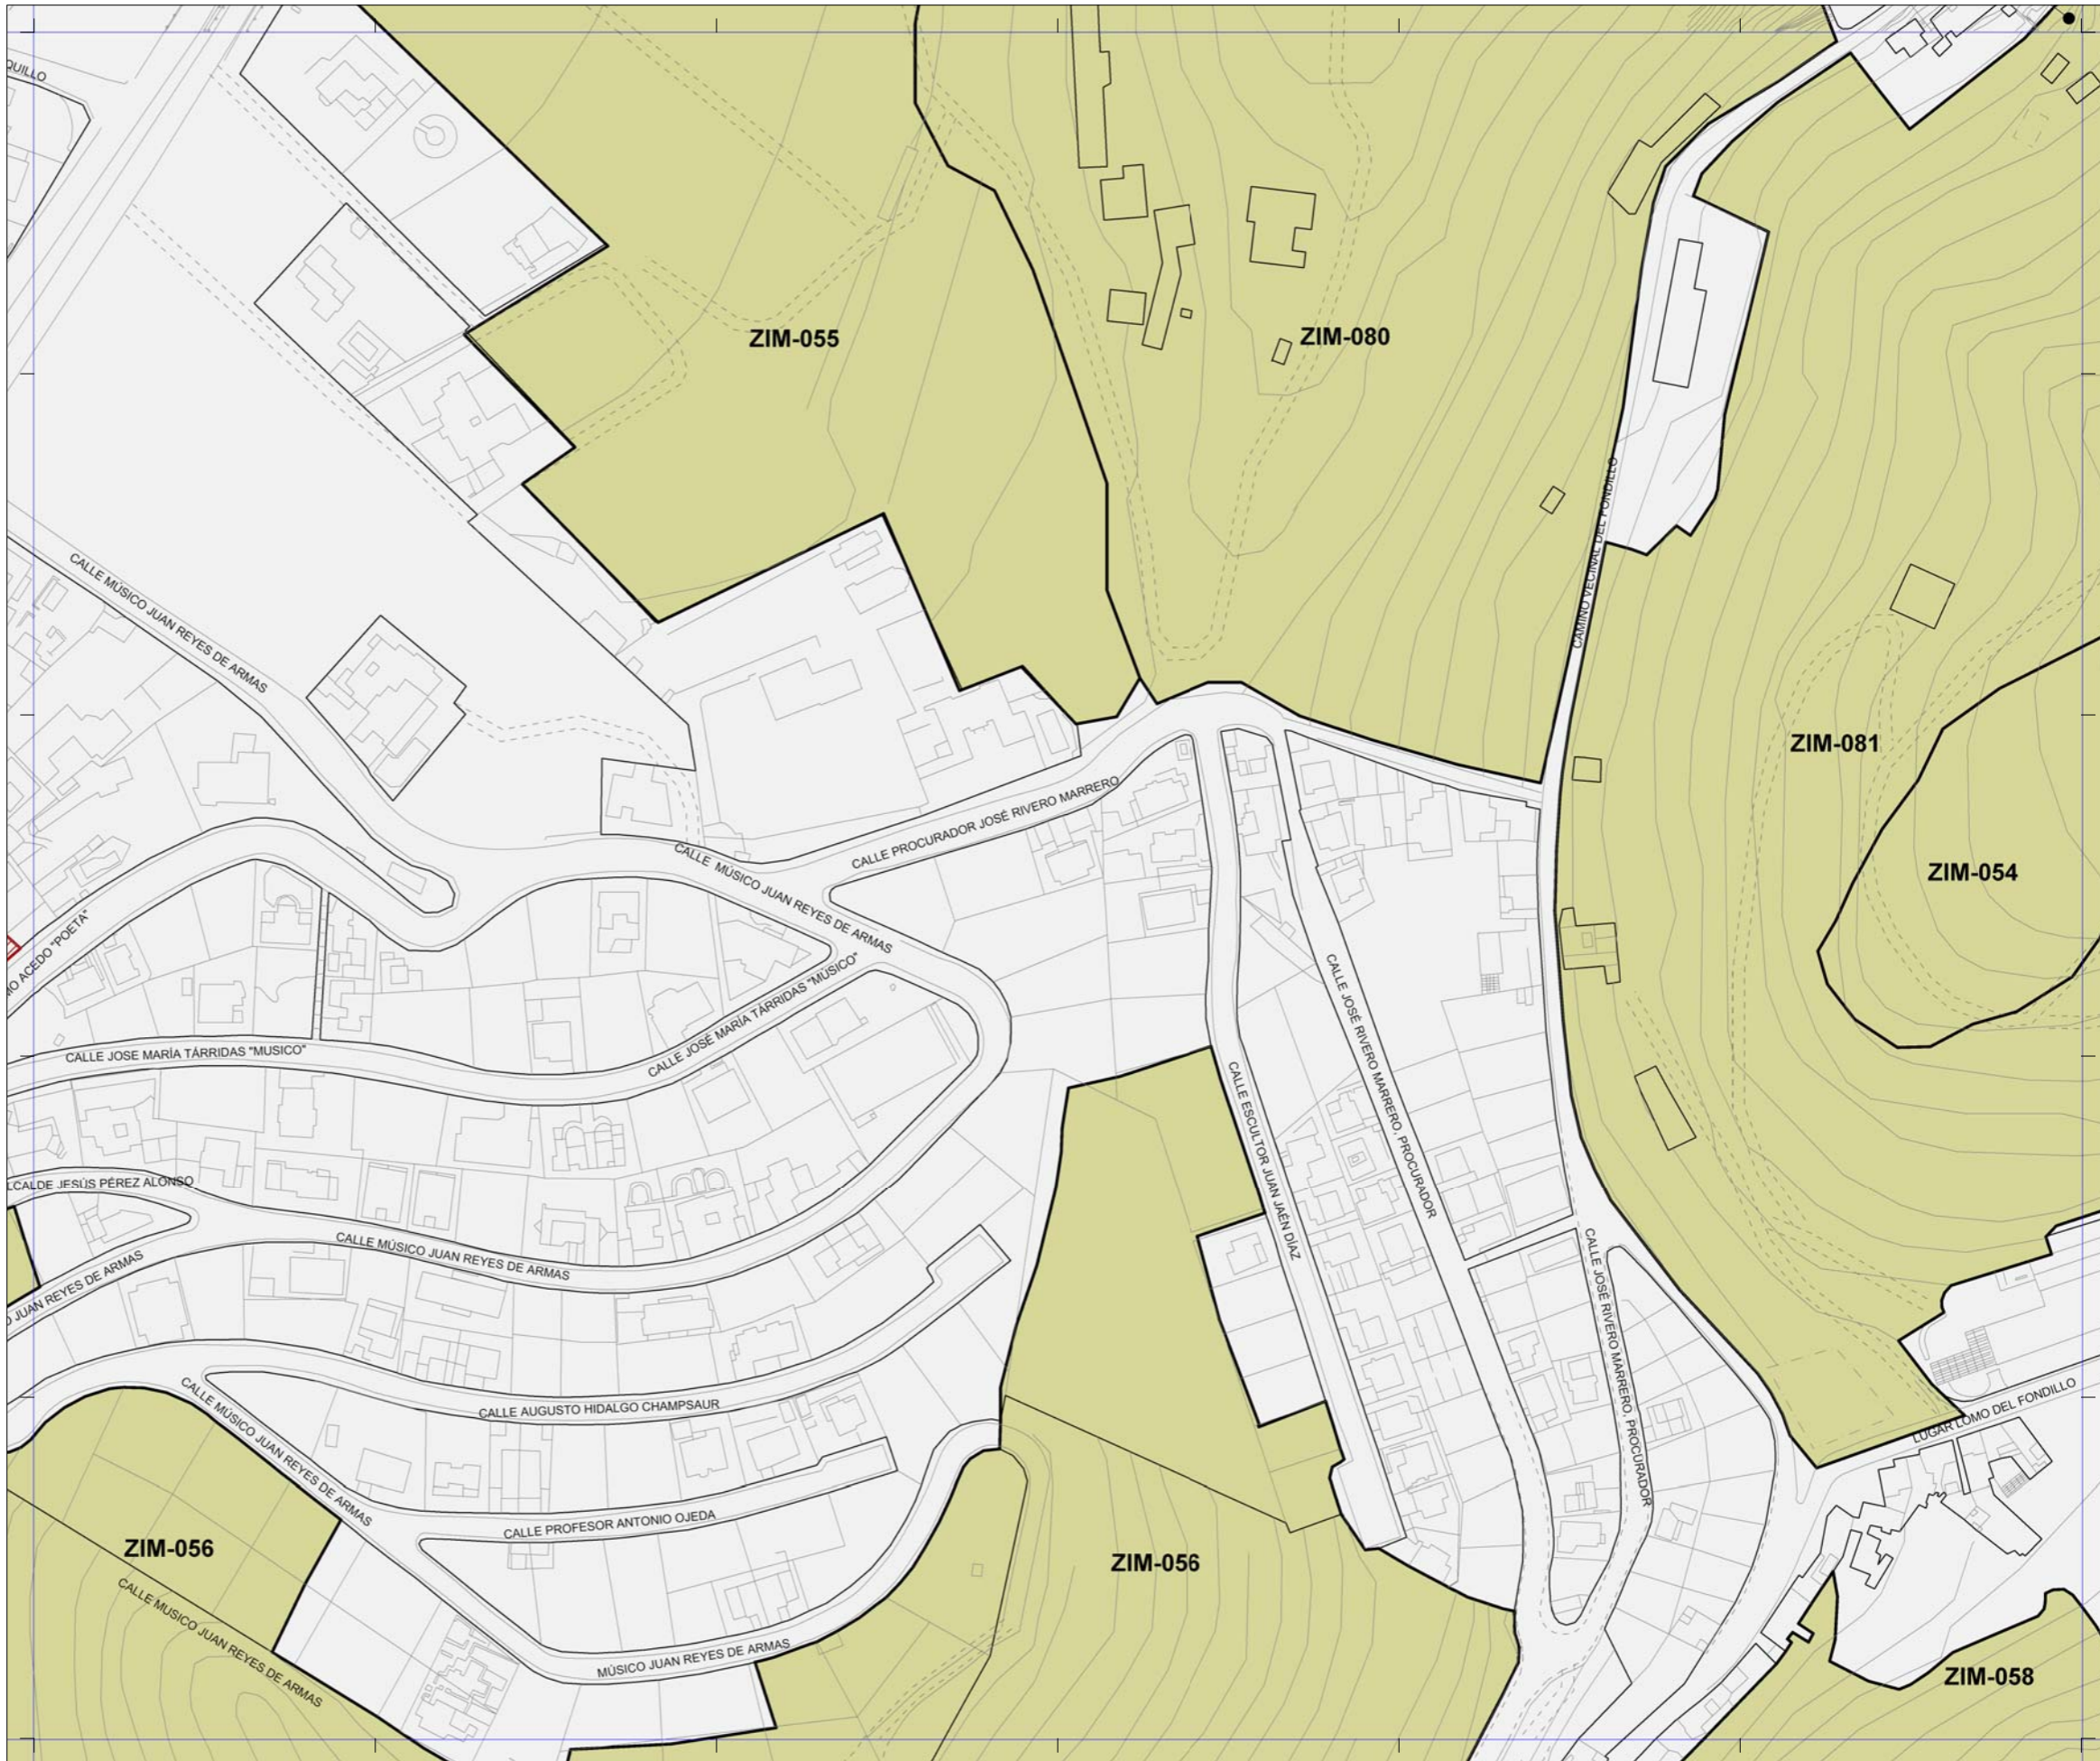 QUILLO
ZIM-055
ZIM-080
CAMINO VECINAL DEL FONDILLO
CALLE MÚSICO JUAN REYES DE ARMAS
ZIM-081
CALLE PROCURADOR JOSÉ RIVERO MARRERO
CALLE MÚSICO JUAN REYES DE ARMAS
ZIM-054
ACEDO "POETA"
CALLE JOSÉ MARÍA TÁRRIDAS "MÚSICO"
CALLE JOSÉ RIVERO MARRERO, PROCURADOR
CALLE JOSE MARÍA TÁRRIDAS "MUSICO"
CALLE ESCULTOR JUAN JAÉN DÍAZ
LCALDE JESÚS PÉREZ ALONSO
CALLE MÚSICO JUAN REYES DE ARMAS
JUAN REYES DE ARMAS
CALLE JOSÉ RIVERO MARRERO, PROCURADOR
CALLE AUGUSTO HIDALGO CHAMPSAUR
LUGAR LOMO DEL FONDILLO
CALLE MÚSICO JUAN REYES DE ARMAS
CALLE PROFESOR ANTONIO OJEDA
ZIM-056
ZIM-056
CALLE MUSICO JUAN REYES DE ARMAS
MÚSICO JUAN REYES DE ARMAS
ZIM-058